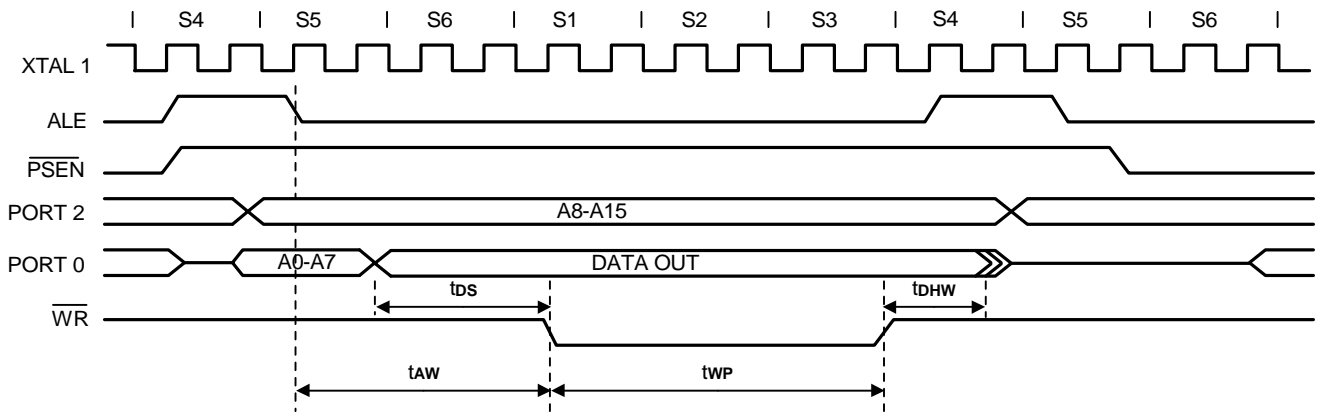 S4 S5 S6 S1 S2 S3 S4 S5 S6
XTAL 1
ALE
PSEN
PORT 2
A8-A15
PORT 0
A0-A7
DATA OUT
tDS
tDHW
WR
tAW
tWP